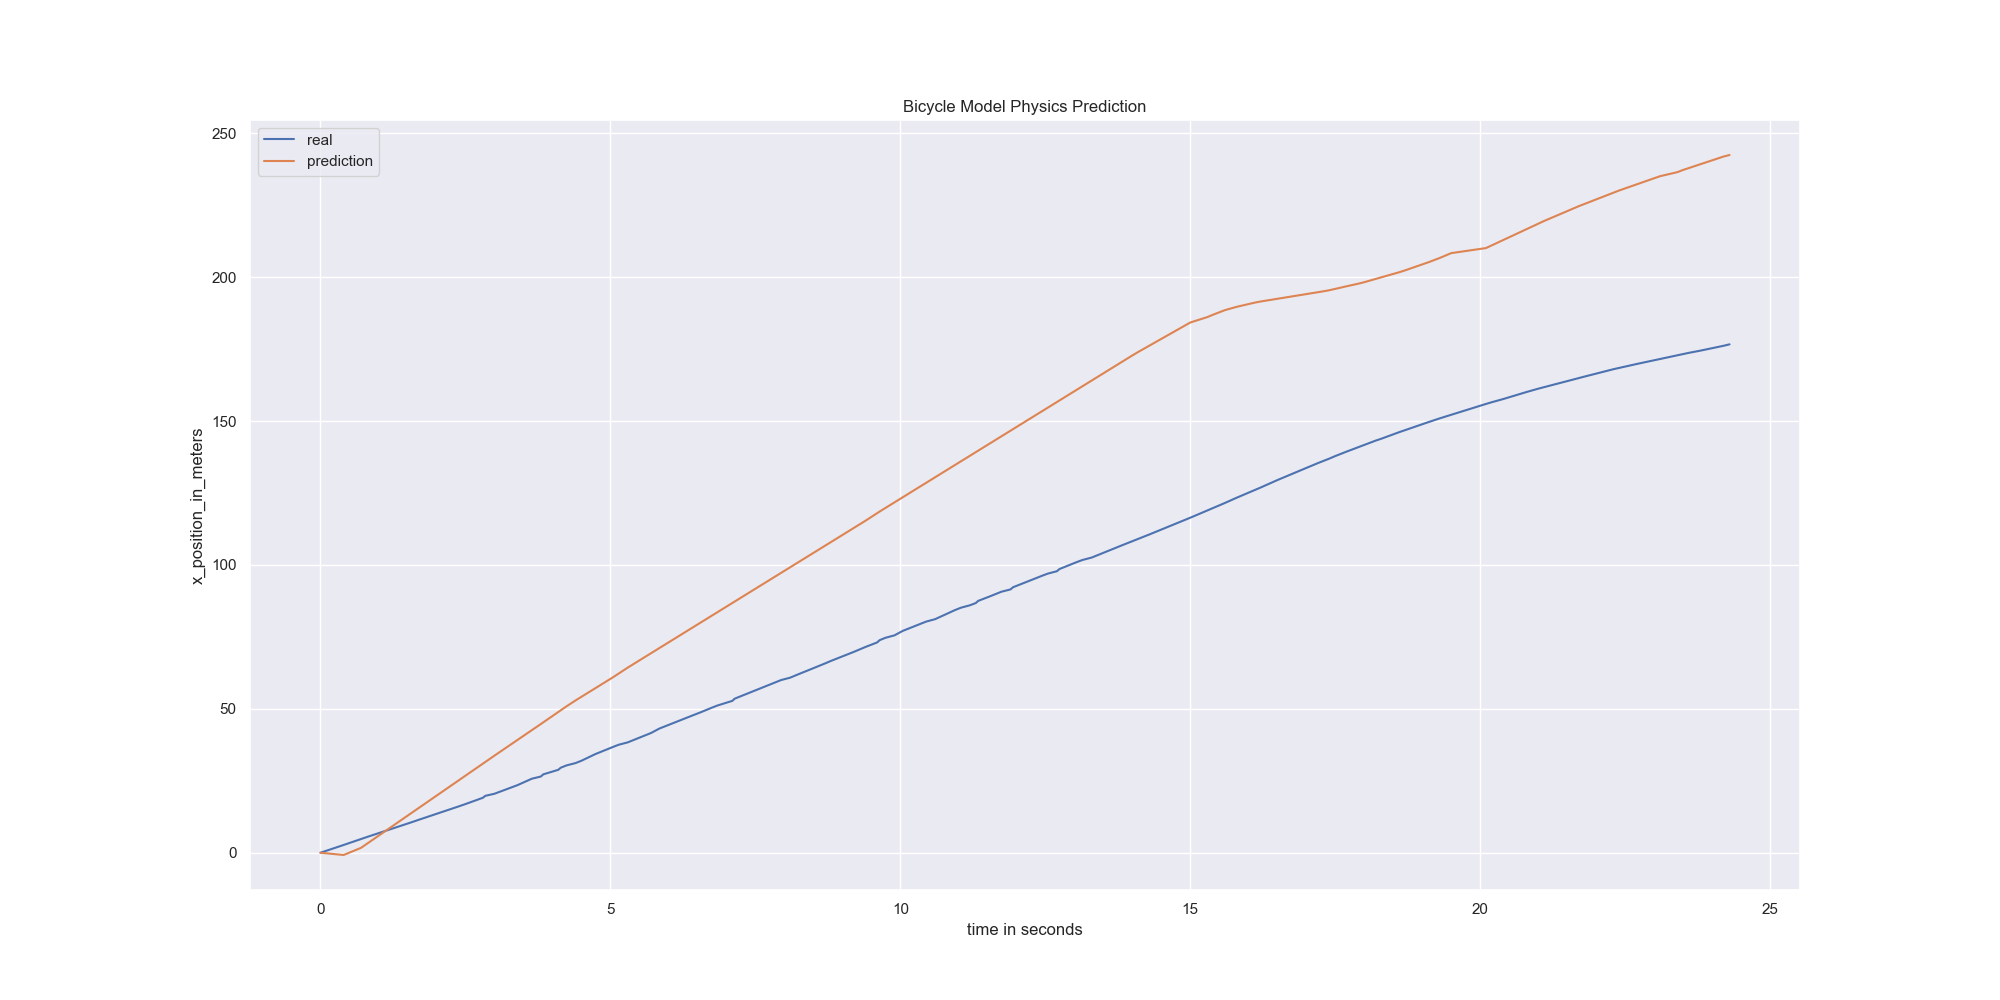 Bicycle Model Physics Prediction
real
prediction
250
200
150
100
50
0
x_position_in_meters
0 5 10 15 20 25
time in seconds